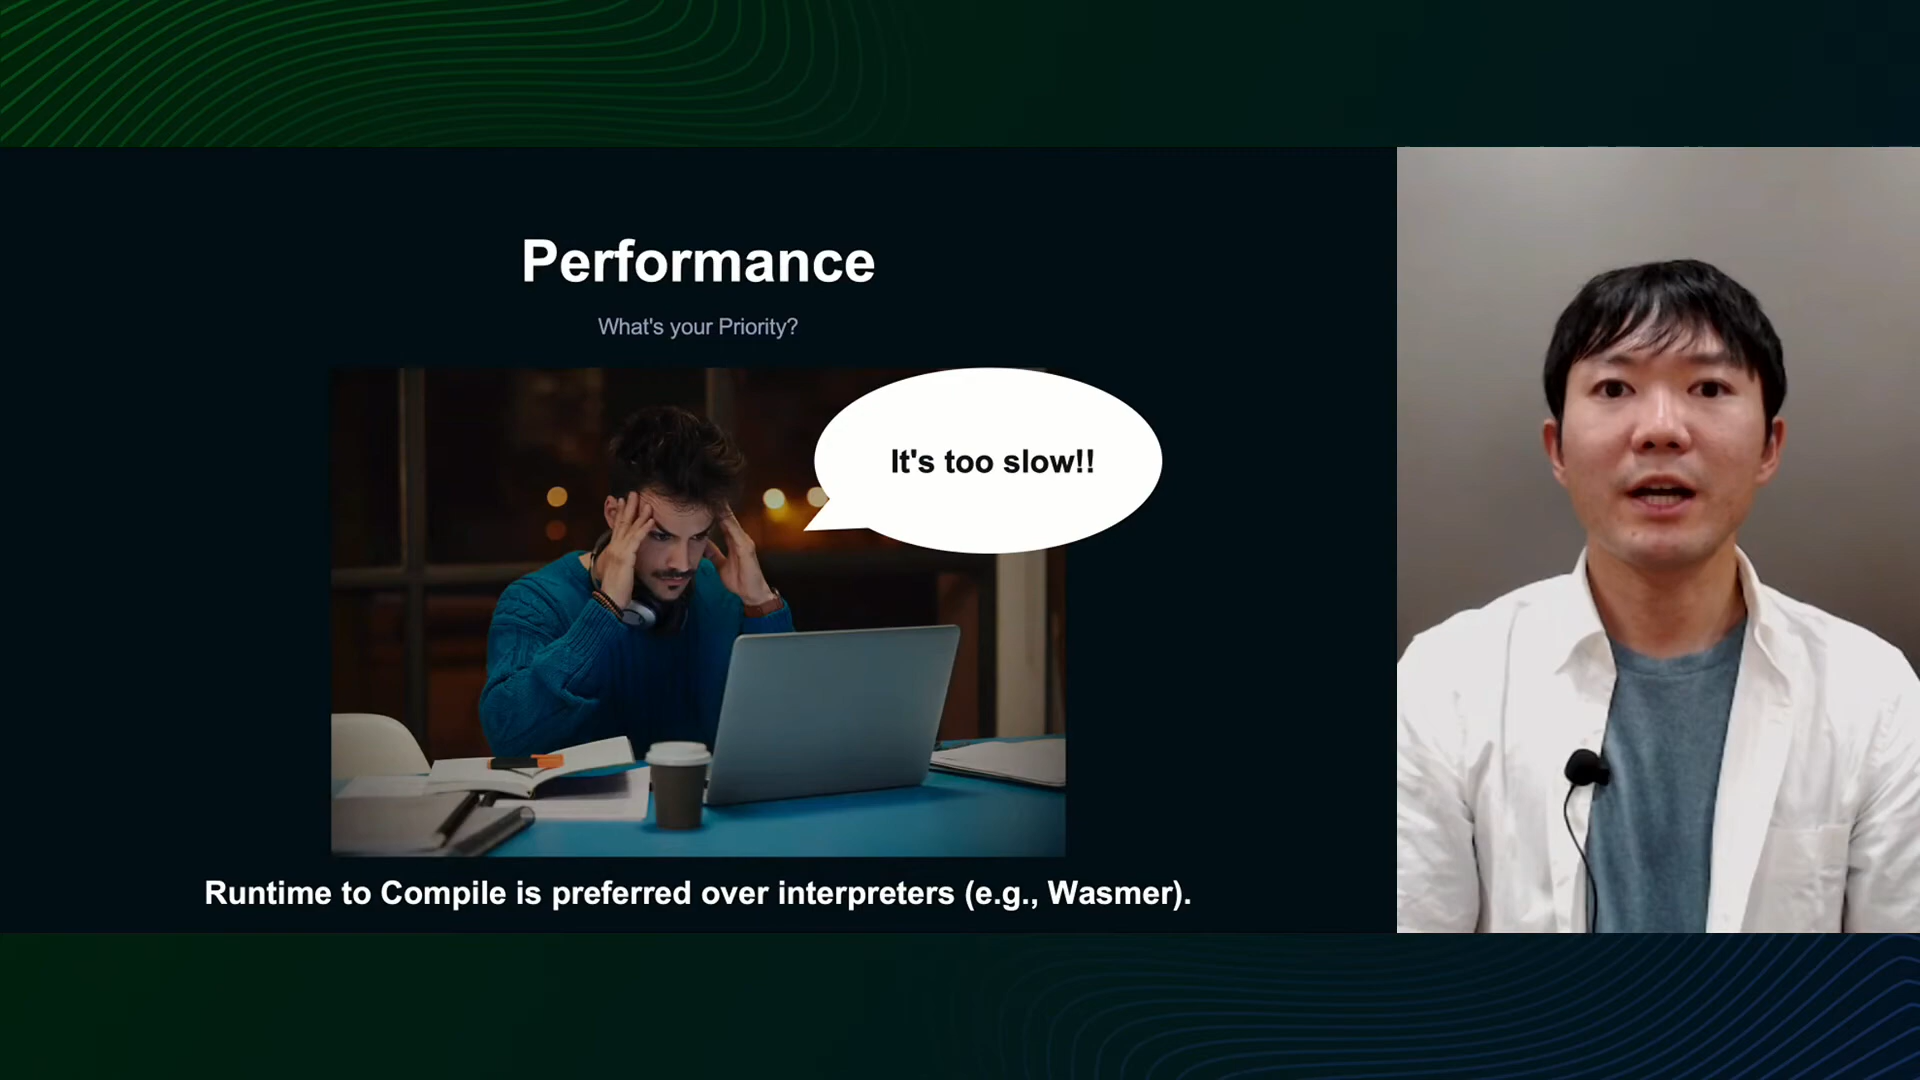 Performance
What's your Priority?
It's too slow!!
Runtime to Compile is preferred over interpreters (e.g., Wasmer).